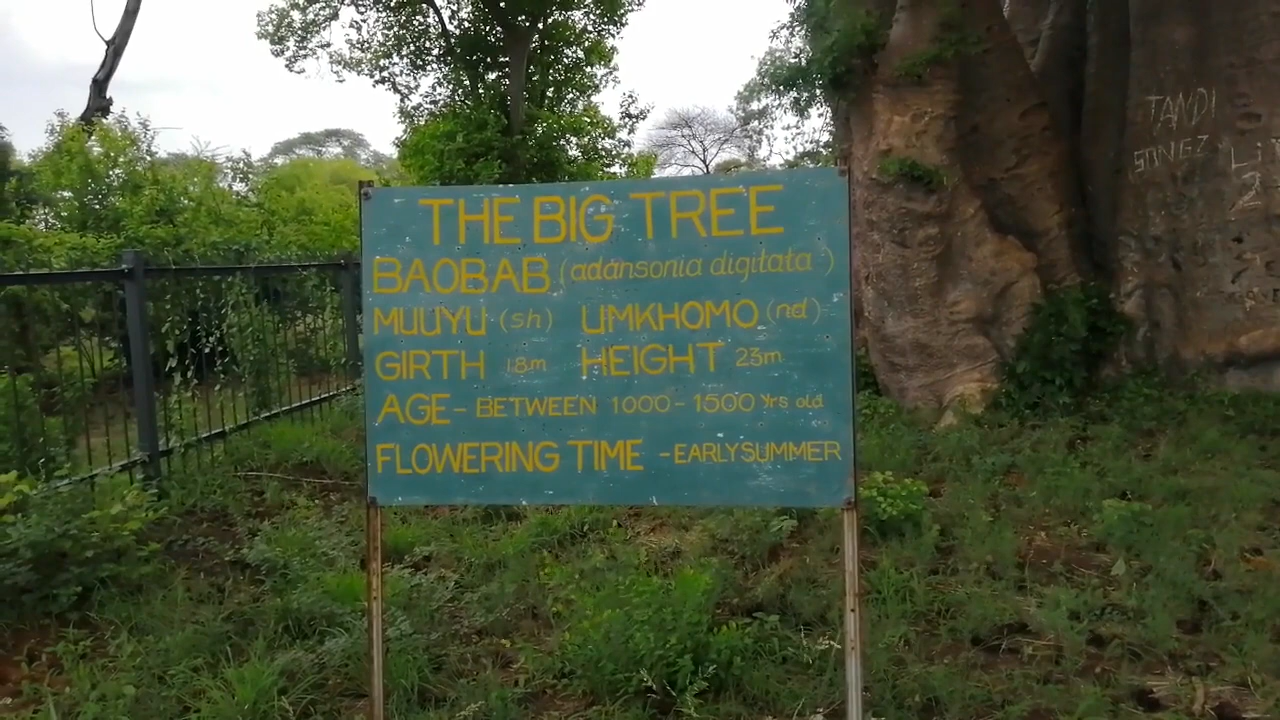 THE BIG TREE
BAOBAB (adansonia digitata)
MUUYU (sh) UMKHOMO (nd)
GIRTH 18m HEIGHT 23m
AGE - BETWEEN 1000 - 1500 yrs old
FLOWERING TIME - EARLY SUMMER
TANDI
SONGZ